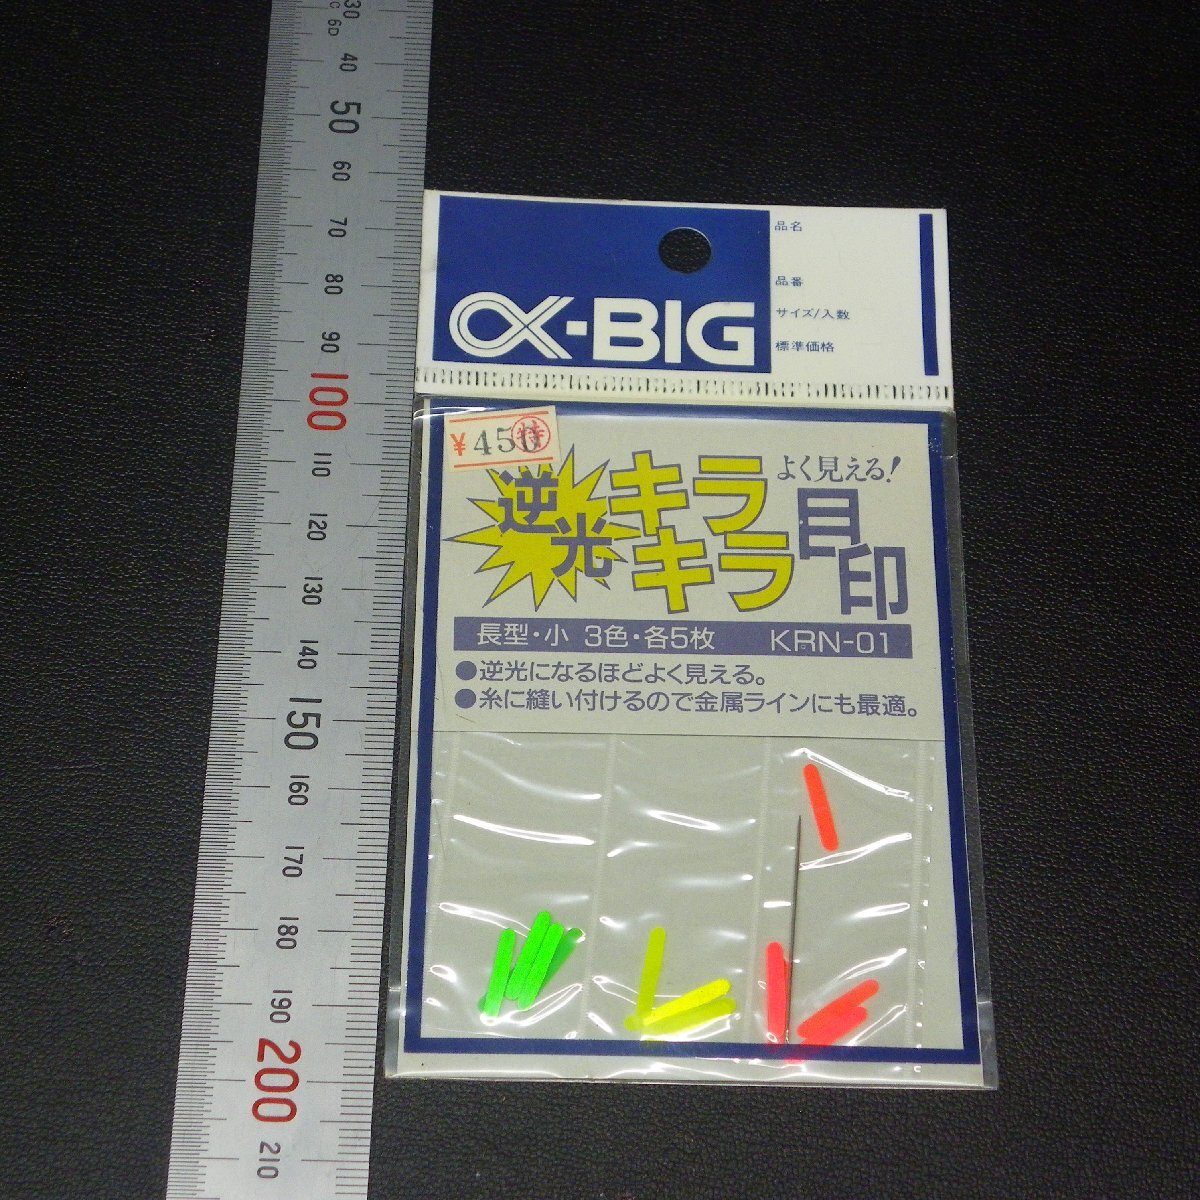 30
C 6D
40
50
60
70
80
90
100
110
120
130
140
150
160
170
180
190
200
210
α-BIG
品名
品番
サイズ/入数
標準価格
¥450
特
よく見える!
逆光
キラ
キラ
目印
長型・小 3色・各5枚 KRN-01
●逆光になるほどよく見える。
●糸に縫い付けるので金属ラインにも最適。